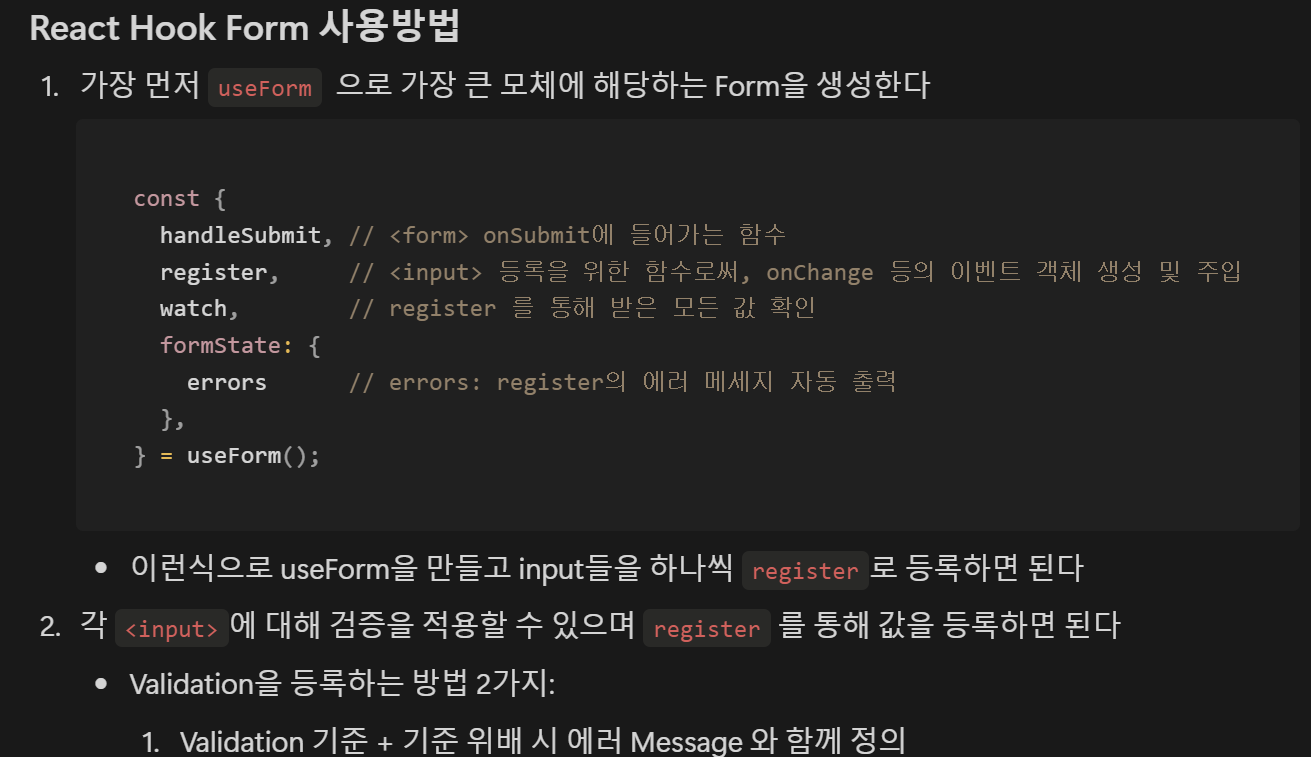 React Hook Form 사용방법
1. 가장 먼저 useForm 으로 가장 큰 모체에 해당하는 Form을 생성한다
const {
  handleSubmit, // <form> onSubmit에 들어가는 함수
  register,     // <input> 등록을 위한 함수로써, onChange 등의 이벤트 객체 생성 및 주입
  watch,        // register 를 통해 받은 모든 값 확인
  formState: {
    errors      // errors: register의 에러 메세지 자동 출력
  },
} = useForm();
• 이런식으로 useForm을 만들고 input들을 하나씩 register로 등록하면 된다
2. 각 <input>에 대해 검증을 적용할 수 있으며 register 를 통해 값을 등록하면 된다
• Validation을 등록하는 방법 2가지:
1. Validation 기준 + 기준 위배 시 에러 Message 와 함께 정의